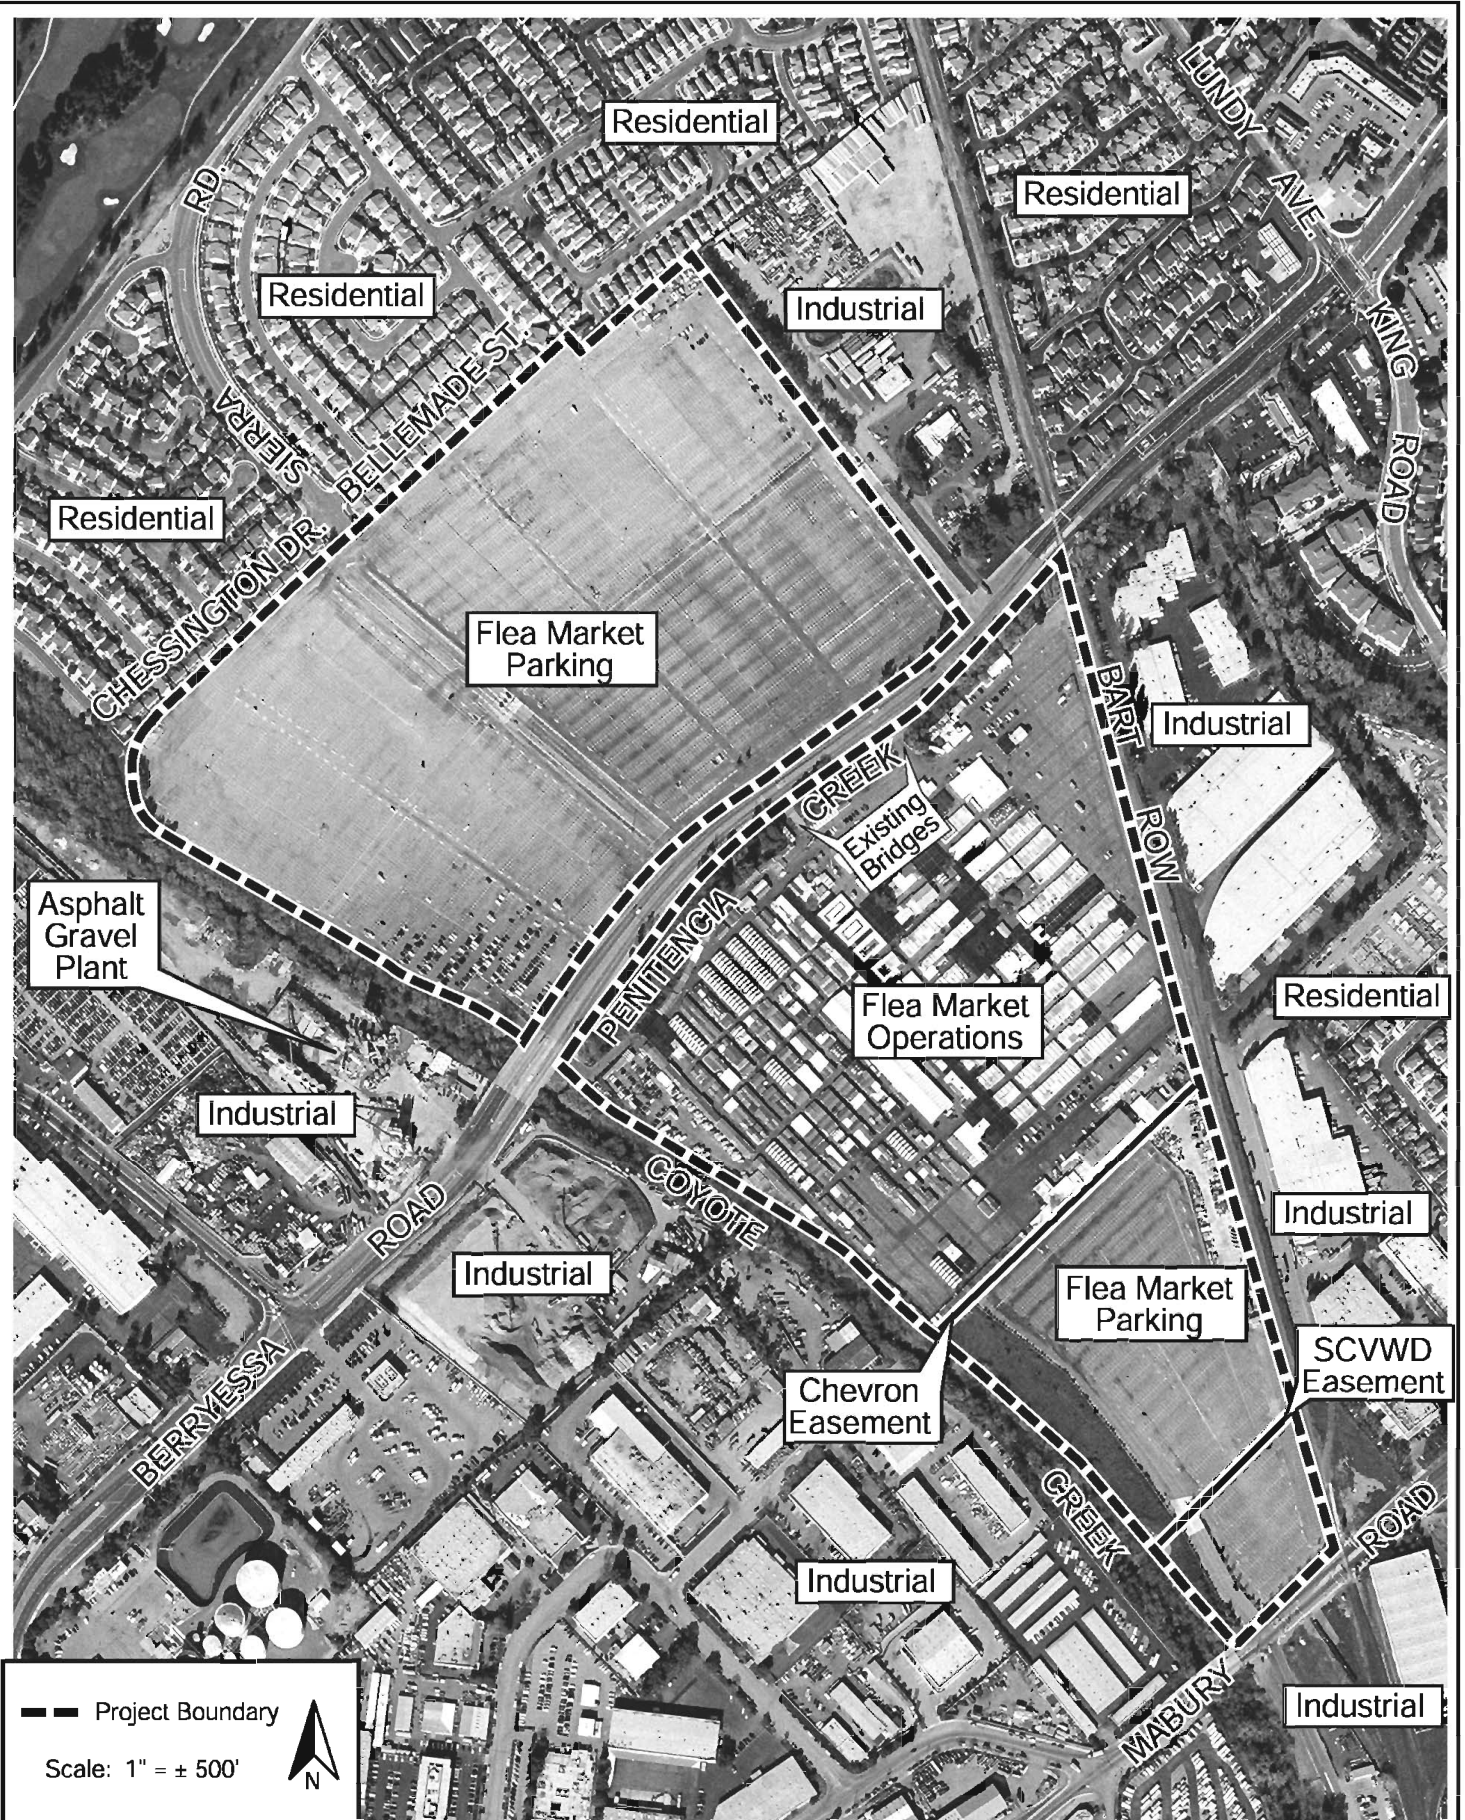 LUNDY
AVE.
Residential
Residential
RD.
Residential
Industrial
KING
ROAD
BELLEMADE ST.
SIERRA
Residential
CHESSINGTON DR.
Flea Market
Parking
BART
ROW
Industrial
CREEK
Existing
Bridges
PENITENCIA
Asphalt
Gravel
Plant
Flea Market
Operations
Residential
Industrial
COYOTE
ROAD
Industrial
Industrial
Flea Market
Parking
SCVWD
Easement
Chevron
Easement
BERRYESSA
CREEK
ROAD
Industrial
MABURY
Industrial
Project Boundary
Scale: 1" = ± 500'
N